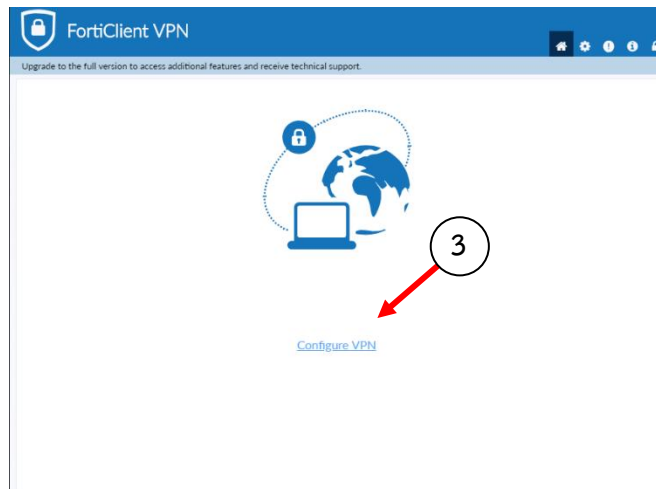 FortiClient VPN
Upgrade to the full version to access additional features and receive technical support.
3
Configure VPN